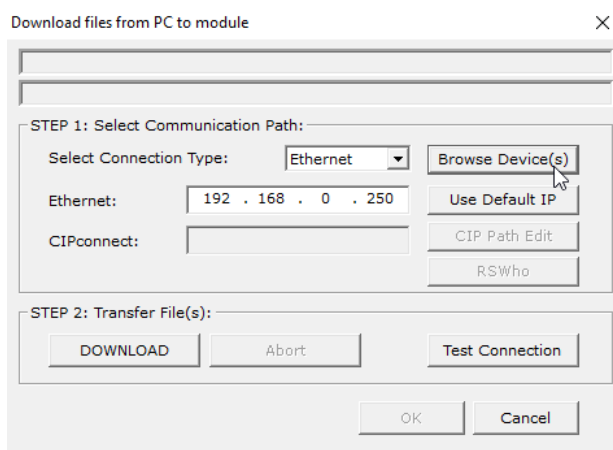 Download files from PC to module
STEP 1: Select Communication Path:
Select Connection Type: Ethernet Browse Device(s)
Ethernet: 192 . 168 . 0 . 250 Use Default IP
CIPconnect: CIP Path Edit
RSWho
STEP 2: Transfer File(s):
DOWNLOAD Abort Test Connection
OK Cancel